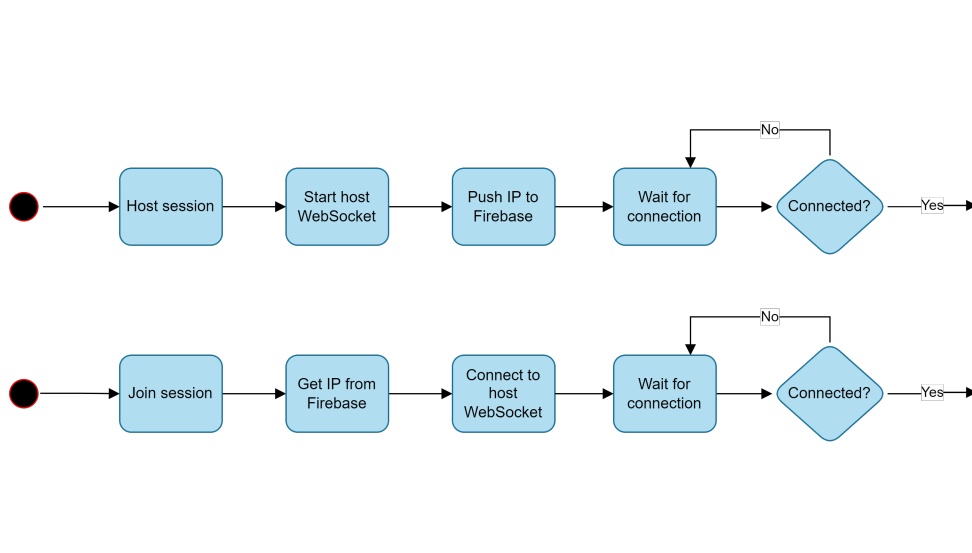 No
Host session
Start host
WebSocket
Push IP to
Firebase
Wait for
connection
Connected?
Yes
No
Join session
Get IP from
Firebase
Connect to
host
WebSocket
Wait for
connection
Connected?
Yes